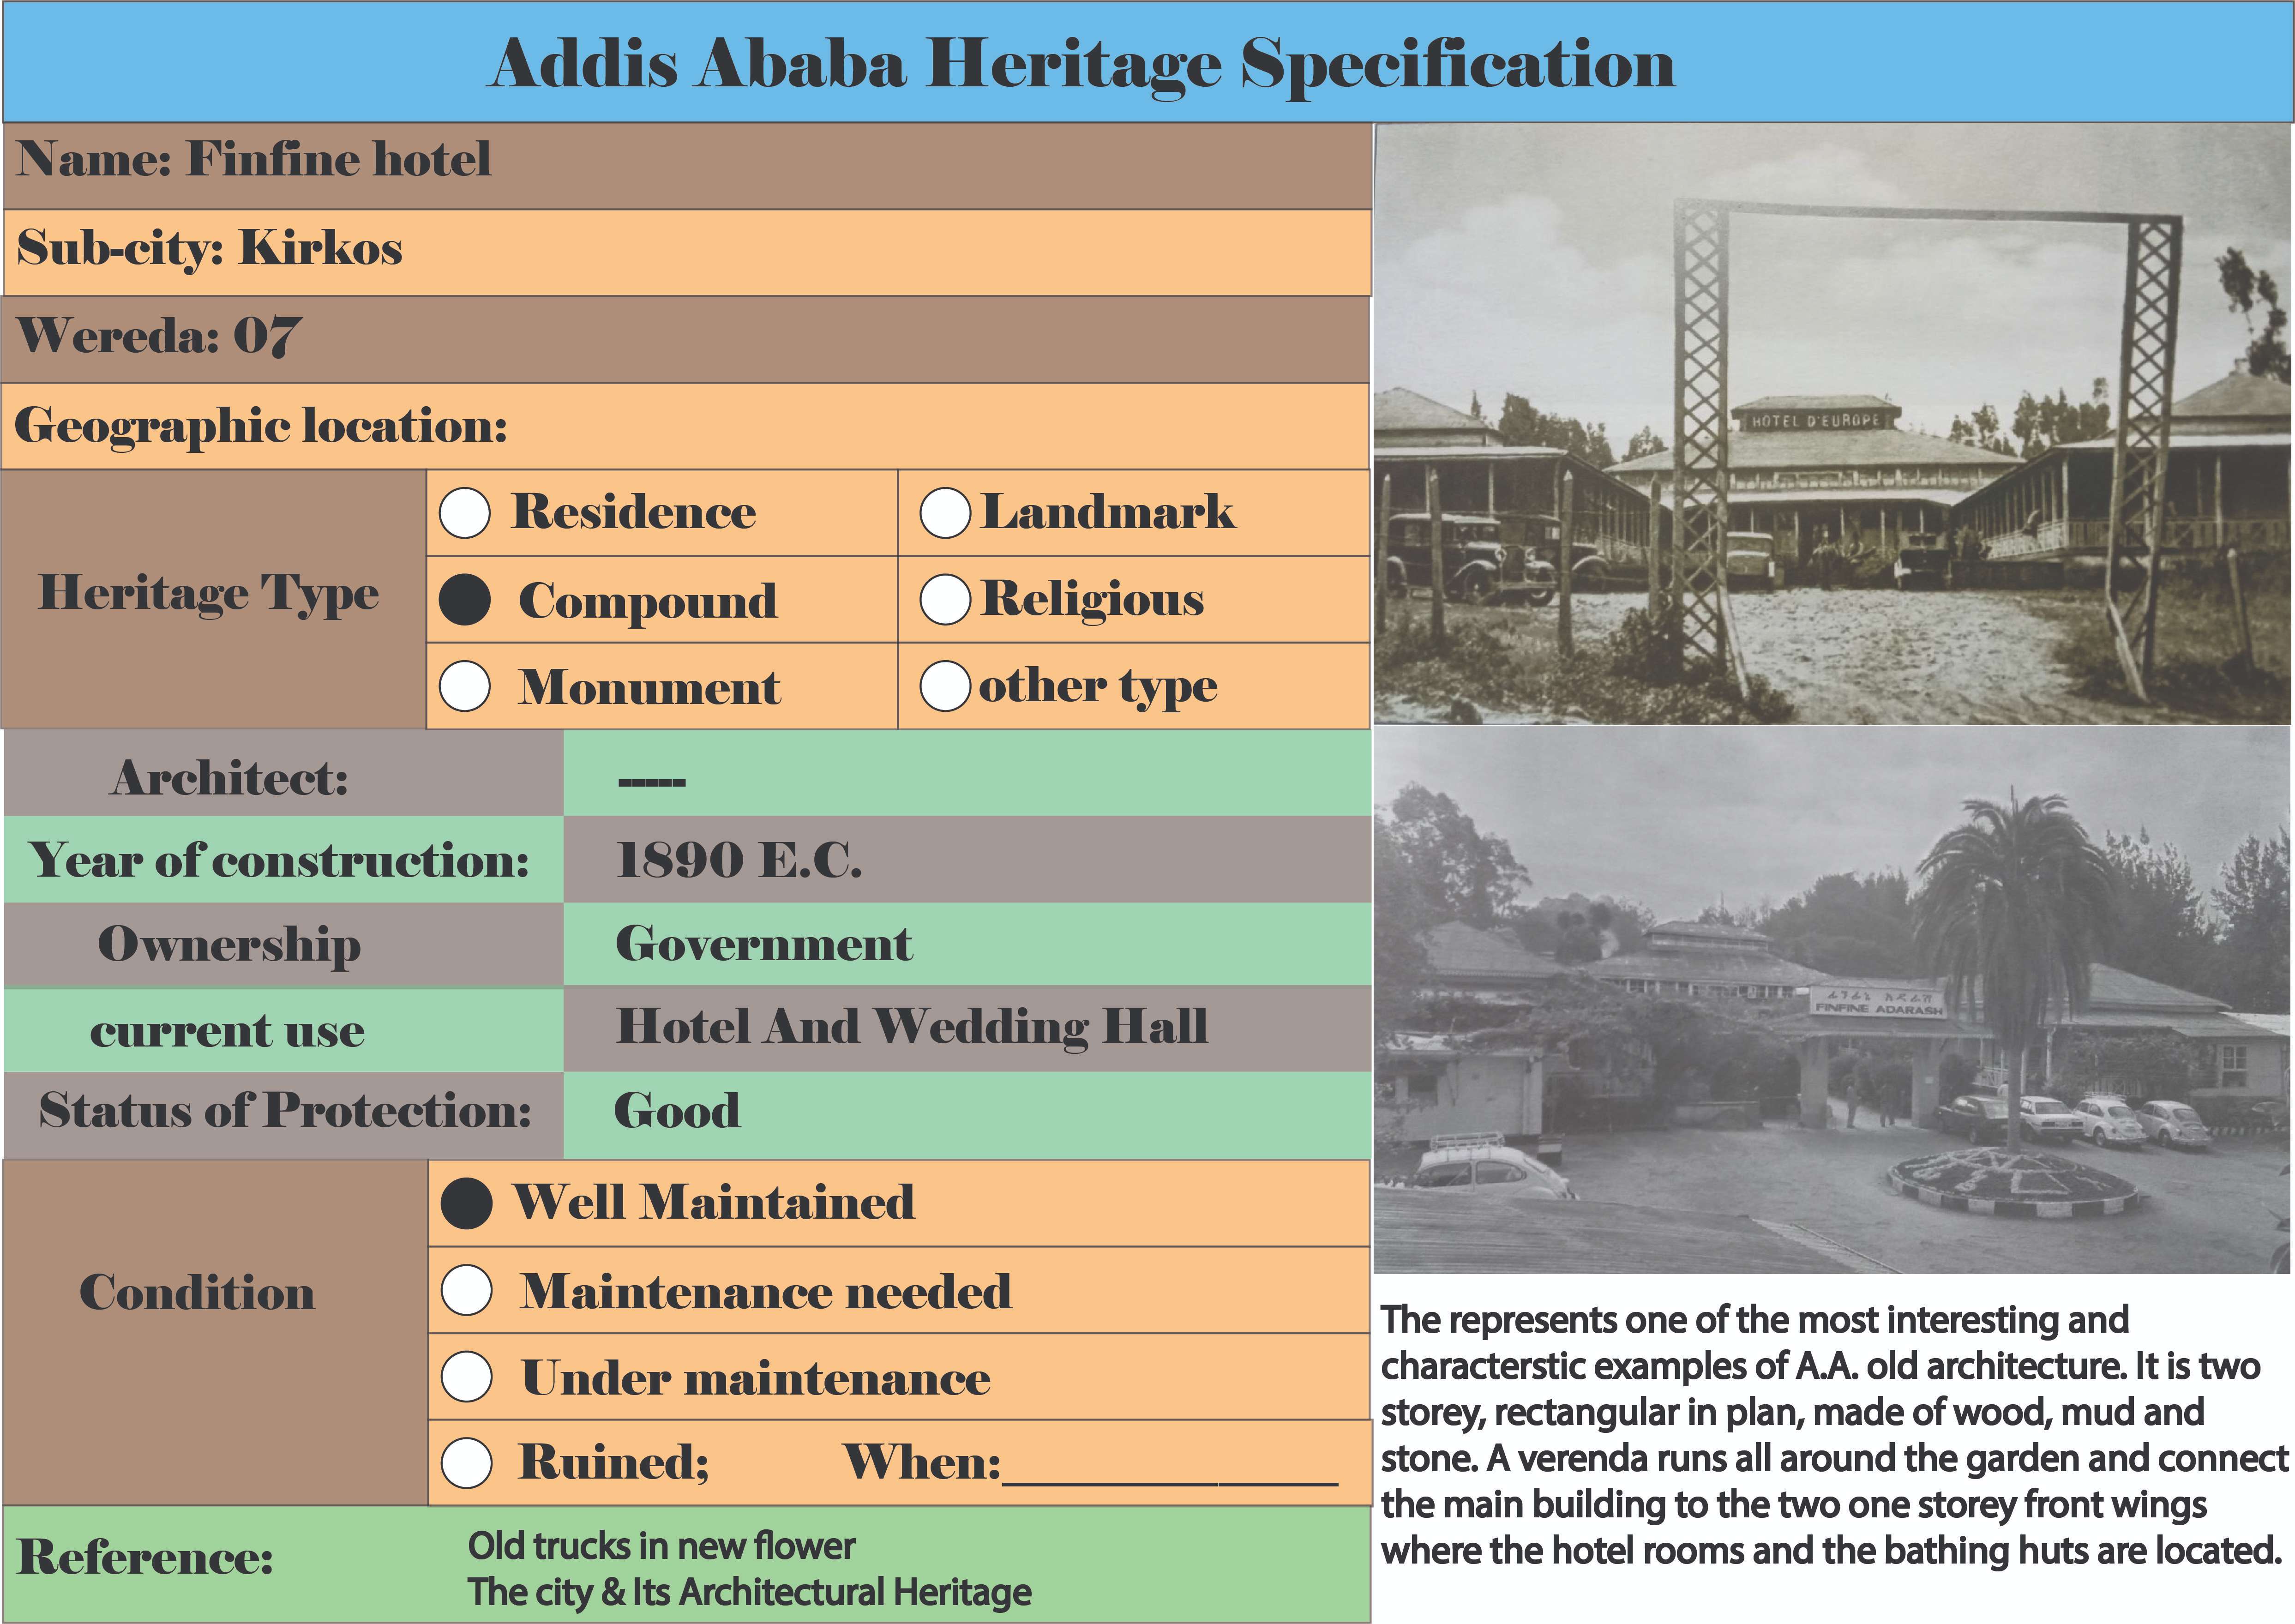 Addis Ababa Heritage Specification
Name: Finfine hotel
Sub-city: Kirkos
Wereda: 07
Geographic location:
Heritage Type
Residence
Landmark
Compound
Religious
Monument
other type
Architect:
-----
Year of construction:
1890 E.C.
Ownership
Government
current use
Hotel And Wedding Hall
Status of Protection:
Good
Condition
Well Maintained
Maintenance needed
Under maintenance
Ruined; When:
Reference:
Old trucks in new flower
The city & Its Architectural Heritage
HOTEL D'EUROPE
ፊንፊኔ አዳራሽ
FINFINE ADARASH
The represents one of the most interesting and
characterstic examples of A.A. old architecture. It is two
storey, rectangular in plan, made of wood, mud and
stone. A verenda runs all around the garden and connect
the main building to the two one storey front wings
where the hotel rooms and the bathing huts are located.